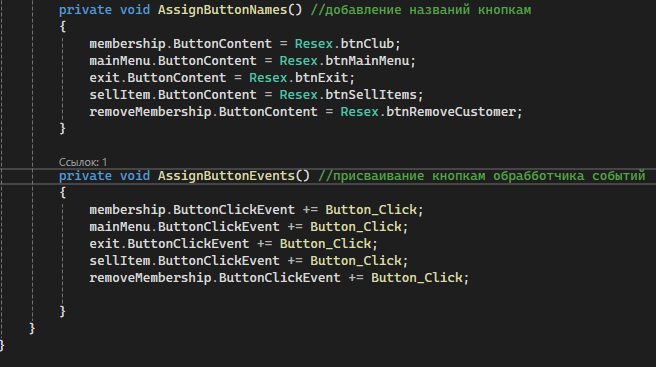 private void AssignButtonNames() //добавление названий кнопкам
{
membership.ButtonContent = Resex.btnClub;
mainMenu.ButtonContent = Resex.btnMainMenu;
exit.ButtonContent = Resex.btnExit;
sellItem.ButtonContent = Resex.btnSellItems;
removeMembership.ButtonContent = Resex.btnRemoveCustomer;
}
Ссылок: 1
private void AssignButtonEvents() //присваивание кнопкам обрабботчика событий
{
membership.ButtonClickEvent += Button_Click;
mainMenu.ButtonClickEvent += Button_Click;
exit.ButtonClickEvent += Button_Click;
sellItem.ButtonClickEvent += Button_Click;
removeMembership.ButtonClickEvent += Button_Click;
}
}
}